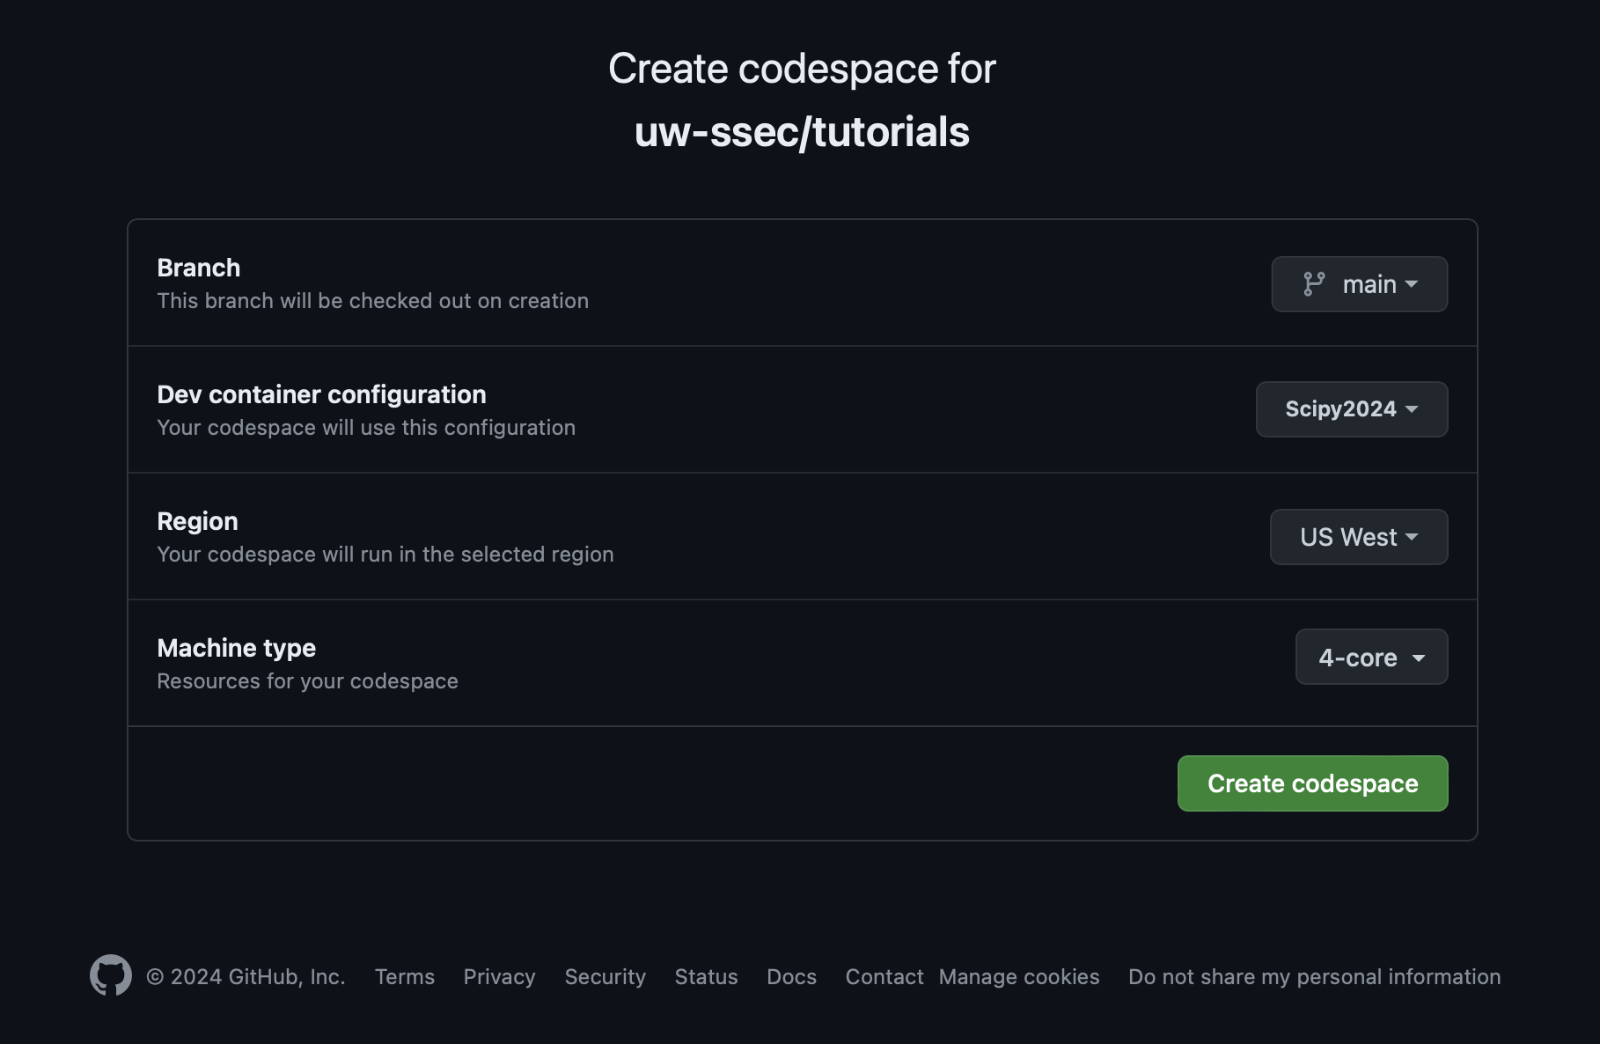 Create codespace for
uw-ssec/tutorials
Branch
This branch will be checked out on creation
main
Dev container configuration
Your codespace will use this configuration
Scipy2024
Region
Your codespace will run in the selected region
US West
Machine type
Resources for your codespace
4-core
Create codespace
© 2024 GitHub, Inc. Terms Privacy Security Status Docs Contact Manage cookies Do not share my personal information